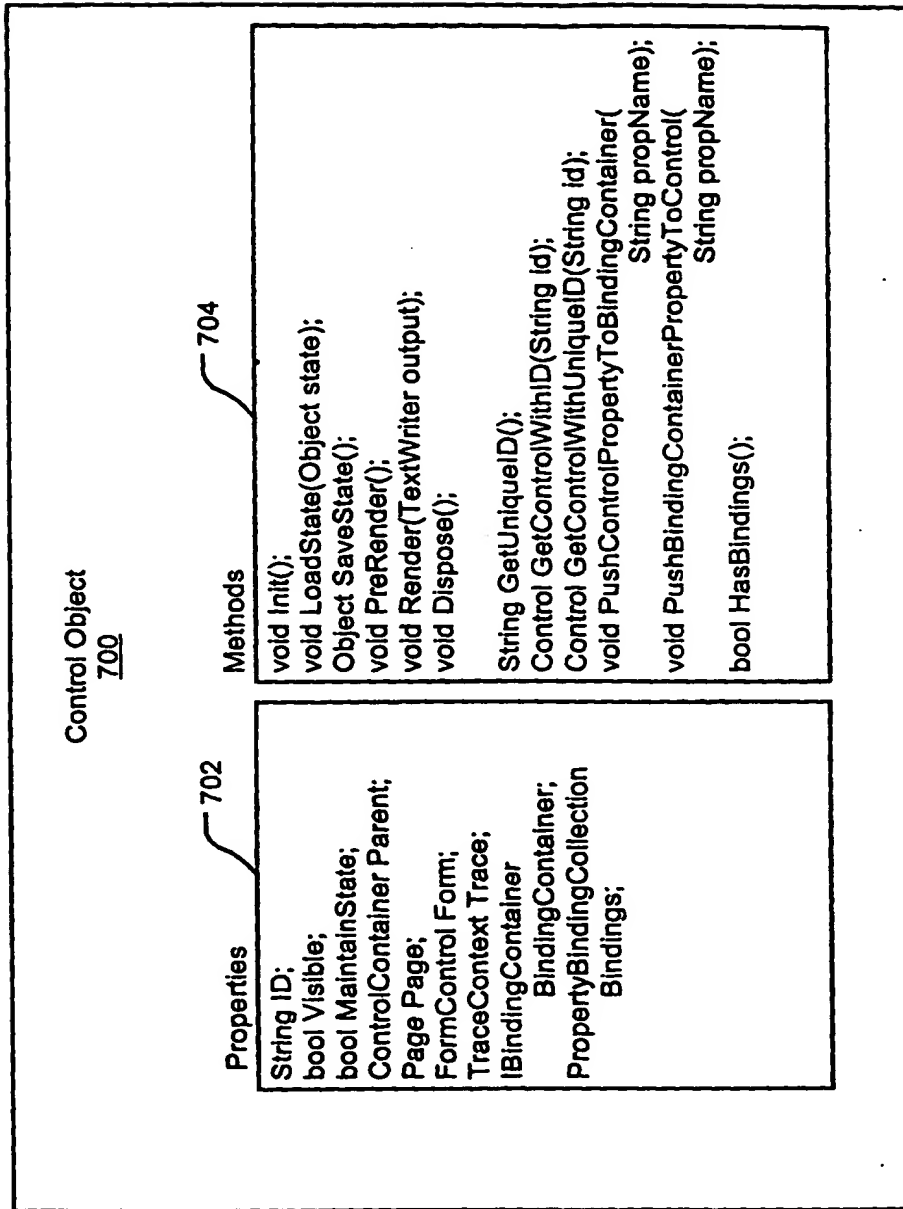 Control Object
700
Properties
702
String ID;
bool Visible;
bool MaintainState;
ControlContainer Parent;
Page Page;
FormControl Form;
TraceContext Trace;
IBindingContainer
BindingContainer;
PropertyBindingCollection
Bindings;
Methods
704
void Init();
void LoadState(Object state);
Object SaveState();
void PreRender();
void Render(TextWriter output);
void Dispose();
String GetUniqueID();
Control GetControlWithID(String id);
Control GetControlWithUniqueID(String id);
void PushControlPropertyToBindingContainer(
String propName);
void PushBindingContainerPropertyToControl(
String propName);
bool HasBindings();